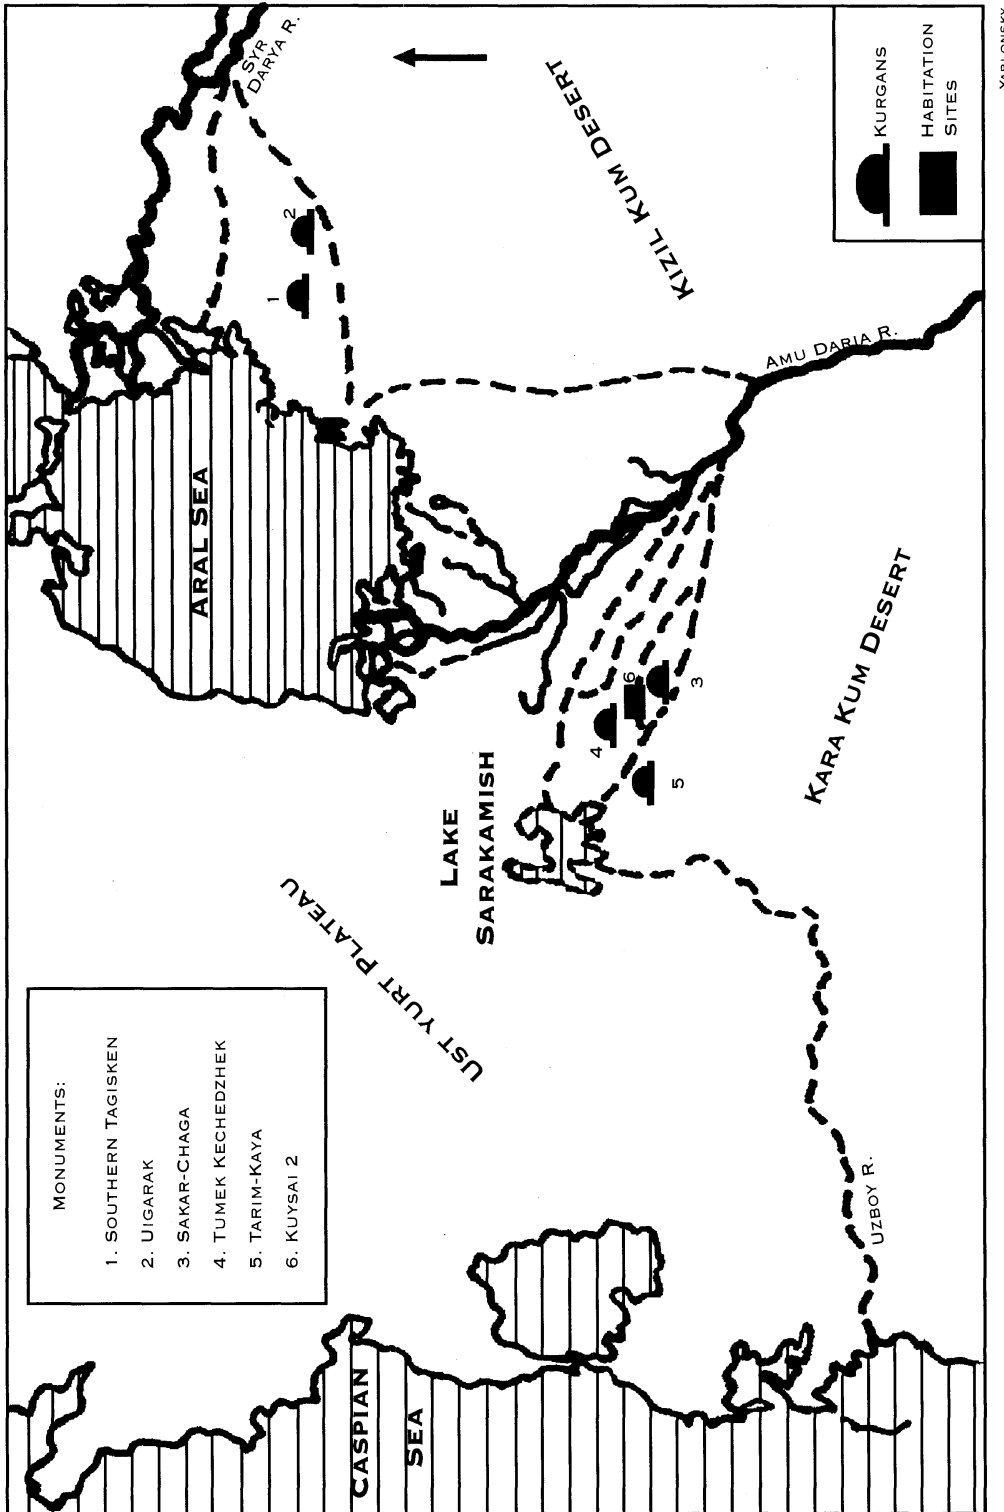 MONUMENTS:
1. SOUTHERN TAGISKEN
2. UIGARAK
3. SAKAR-CHAGA
4. TUMEK KECHEDZHEK
5. TARIM-KAYA
6. KUYSAI 2
ARAL SEA
SYR
DARYA R.
1
2
KIZIL KUM DESERT
UST YURT PLATEAU
LAKE
SARAKAMISH
4
6
3
5
AMU DARIA R.
CASPIAN
SEA
KARA KUM DESERT
UZBOY R.
KURGANS
HABITATION
SITES
YABLONSKY